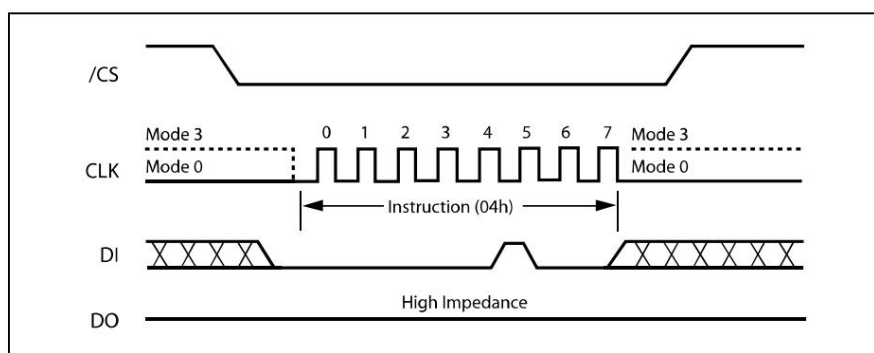 /CS
Mode 3 0 1 2 3 4 5 6 7 Mode 3
CLK Mode 0 Mode 0
Instruction (04h)
DI
High Impedance
DO